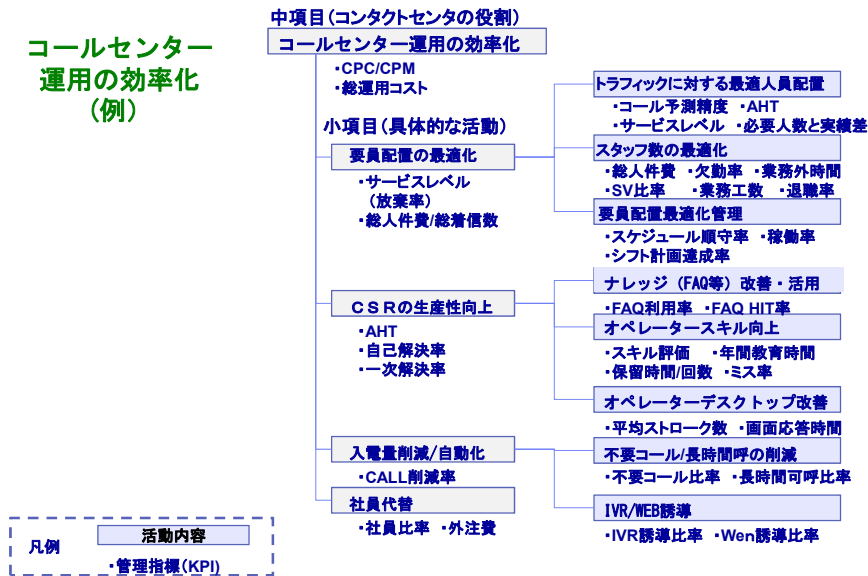 コールセンター
運用の効率化
（例）
中項目（コンタクトセンタの役割）
コールセンター運用の効率化
・CPC/CPM
・総運用コスト
小項目（具体的な活動）
要員配置の最適化
・サービスレベル
（放棄率）
・総人件費/総着信数
トラフィックに対する最適人員配置
・コール予測精度 ・AHT
・サービスレベル ・必要人数と実績差
スタッフ数の最適化
・総人件費 ・欠勤率 ・業務外時間
・SV比率 ・業務工数 ・退職率
要員配置最適化管理
・スケジュール順守率 ・稼働率
・シフト計画達成率
ＣＳＲの生産性向上
・AHT
・自己解決率
・一次解決率
ナレッジ（FAQ等）改善・活用
・FAQ利用率 ・FAQ HIT率
オペレータースキル向上
・スキル評価 ・年間教育時間
・保留時間/回数 ・ミス率
オペレーターデスクトップ改善
・平均ストローク数 ・画面応答時間
入電量削減/自動化
・CALL削減率
不要コール/長時間呼の削減
・不要コール比率 ・長時間可呼比率
社員代替
・社員比率 ・外注費
IVR/WEB誘導
・IVR誘導比率 ・Wen誘導比率
凡例
活動内容
・管理指標（KPI）